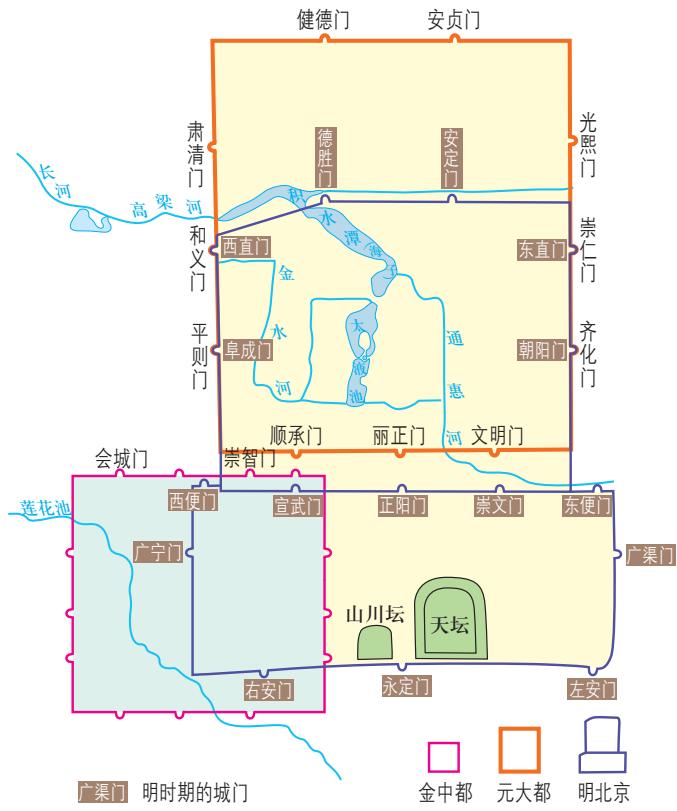 健德门
安贞门
肃清门
德胜门
安定门
光熙门
长河
高梁河
积水潭
海子
和义门
西直门
东直门
崇仁门
金水河
太液池
通惠河
平则门
阜成门
朝阳门
齐化门
顺承门
丽正门
文明门
会城门
崇智门
西便门
宣武门
正阳门
崇文门
东便门
莲花池
广宁门
广渠门
山川坛
天坛
右安门
永定门
左安门
广渠门 明时期的城门
金中都
元大都
明北京